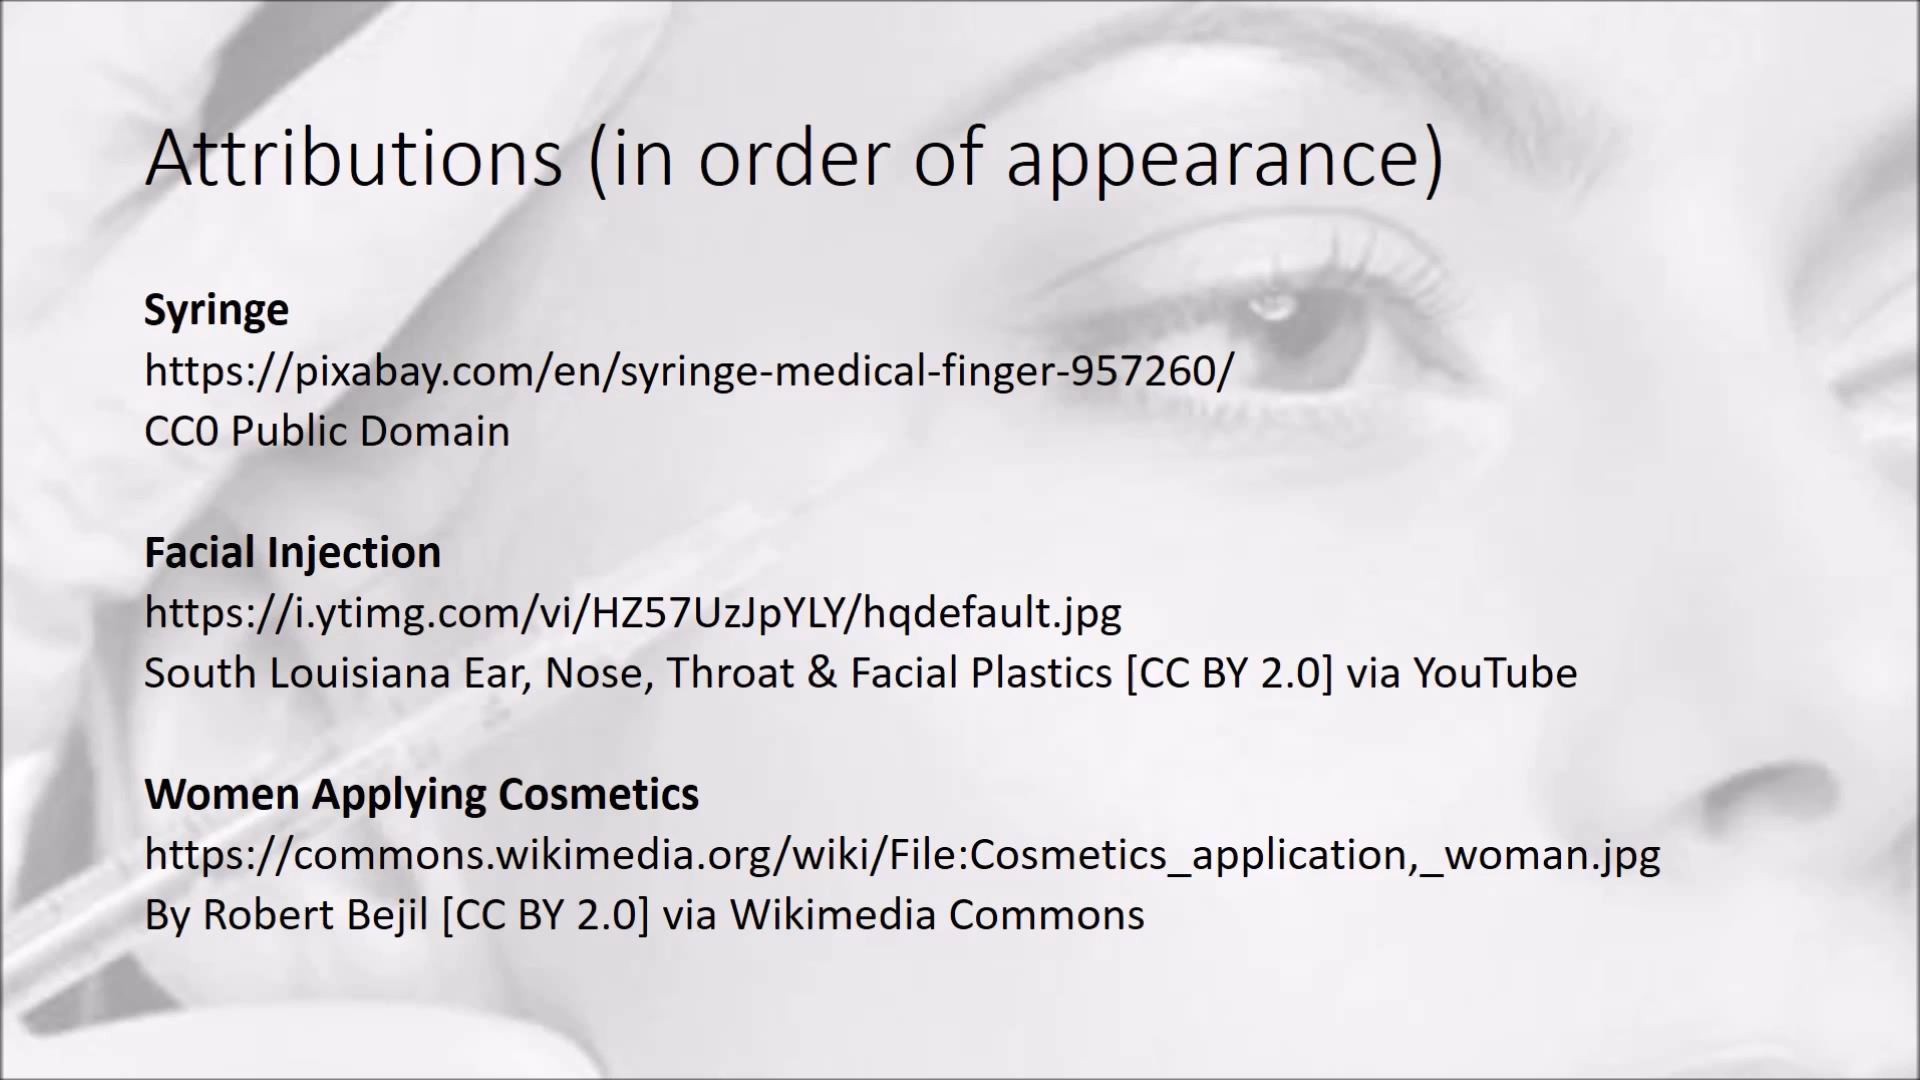 Attributions (in order of appearance)
Syringe
https://pixabay.com/en/syringe-medical-finger-957260/
CC0 Public Domain
Facial Injection
https://i.ytimg.com/vi/HZ57UzJpYLY/hqdefault.jpg
South Louisiana Ear, Nose, Throat & Facial Plastics [CC BY 2.0] via YouTube
Women Applying Cosmetics
https://commons.wikimedia.org/wiki/File:Cosmetics_application,_woman.jpg
By Robert Bejil [CC BY 2.0] via Wikimedia Commons